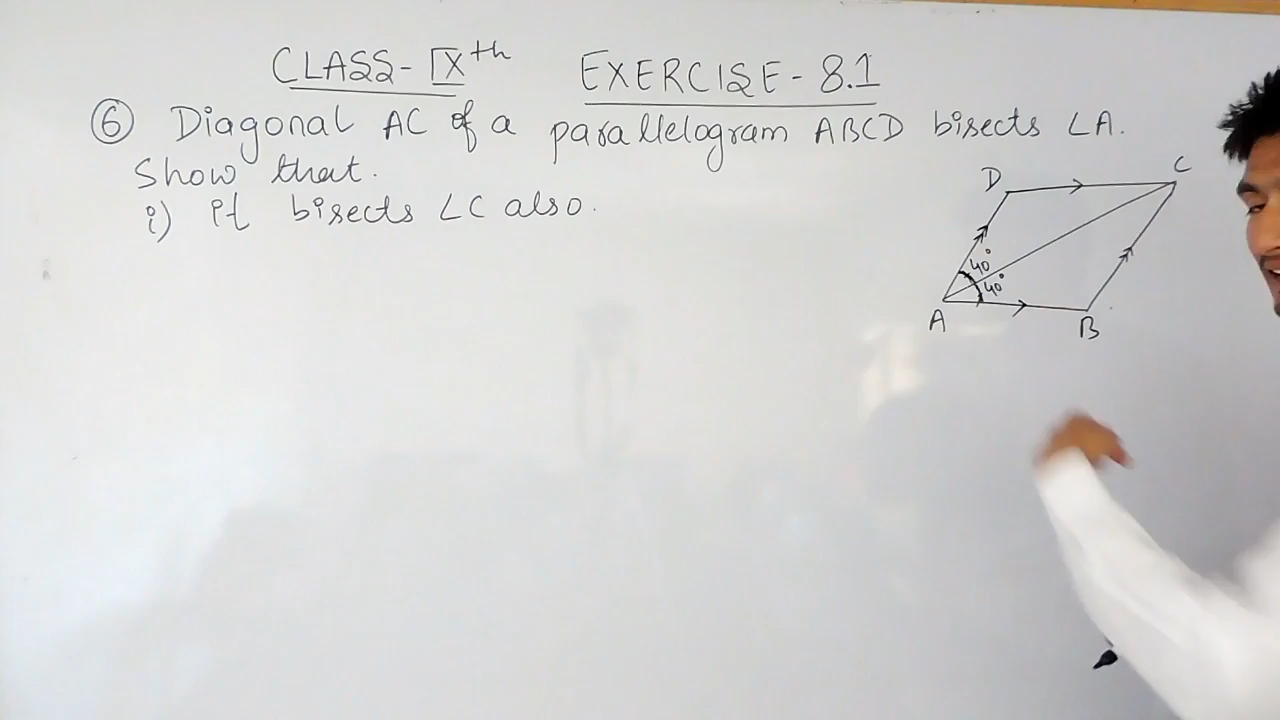 CLASS-IXth EXERCISE-8.1
⑥ Diagonal AC of a parallelogram ABCD bisects ∠A.
Show that.
i) it bisects ∠C also.
D C
40°
40°
A B